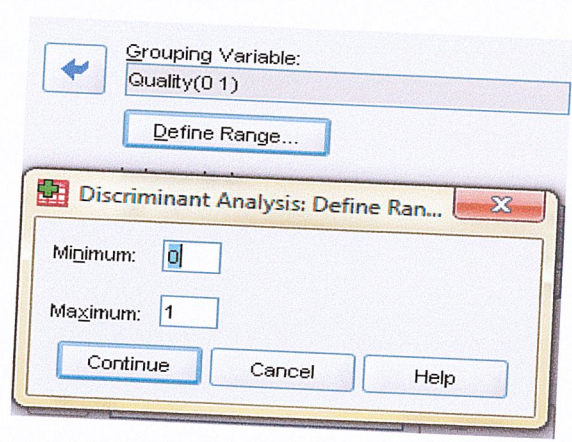 Grouping Variable:
Quality(0 1)
Define Range...
Discriminant Analysis: Define Ran...
Minimum: 0
Maximum: 1
Continue Cancel Help